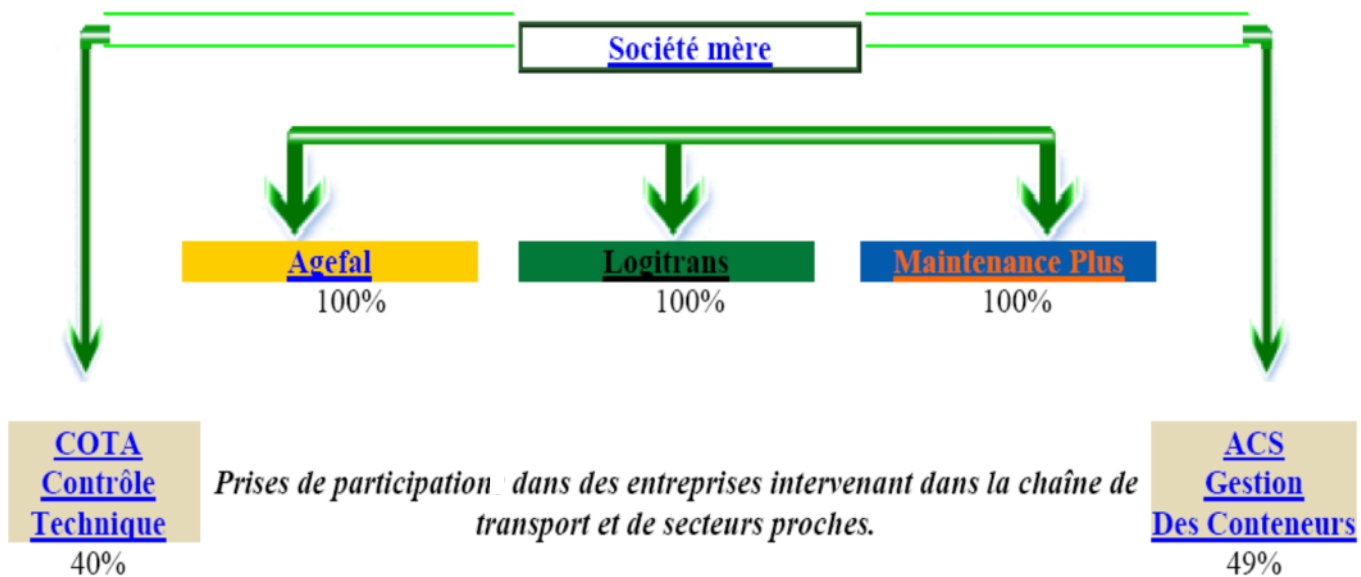 Société mère
Agefal
Logitrans
Maintenance Plus
100%
100%
100%
COTA
Contrôle
Technique
40%
Prises de participation dans des entreprises intervenant dans la chaîne de
transport et de secteurs proches.
ACS
Gestion
Des Conteneurs
49%